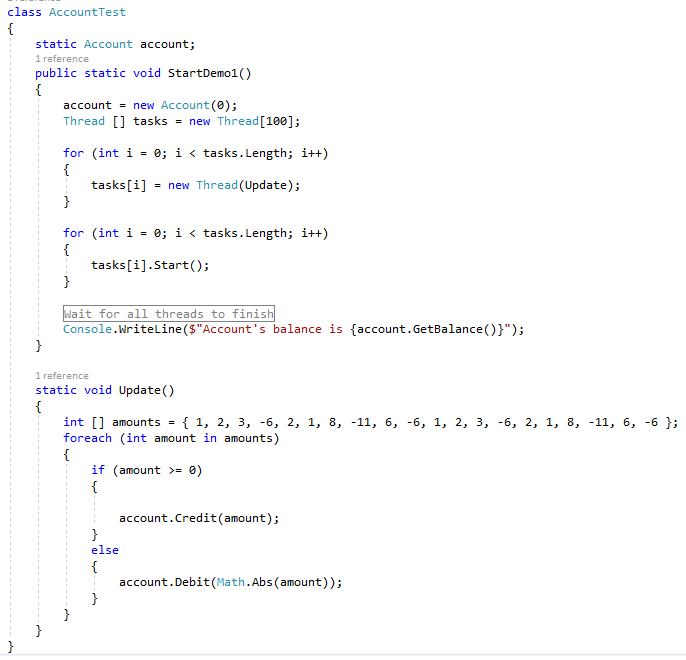 class AccountTest
{
static Account account;
1 reference
public static void StartDemo1()
{
account = new Account(0);
Thread [] tasks = new Thread[100];
for (int i = 0; i < tasks.Length; i++)
{
tasks[i] = new Thread(Update);
}
for (int i = 0; i < tasks.Length; i++)
{
tasks[i].Start();
}
Wait for all threads to finish
Console.WriteLine($"Account's balance is {account.GetBalance()}");
}
1 reference
static void Update()
{
int [] amounts = { 1, 2, 3, -6, 2, 1, 8, -11, 6, -6, 1, 2, 3, -6, 2, 1, 8, -11, 6, -6 };
foreach (int amount in amounts)
{
if (amount >= 0)
{
account.Credit(amount);
}
else
{
account.Debit(Math.Abs(amount));
}
}
}
}